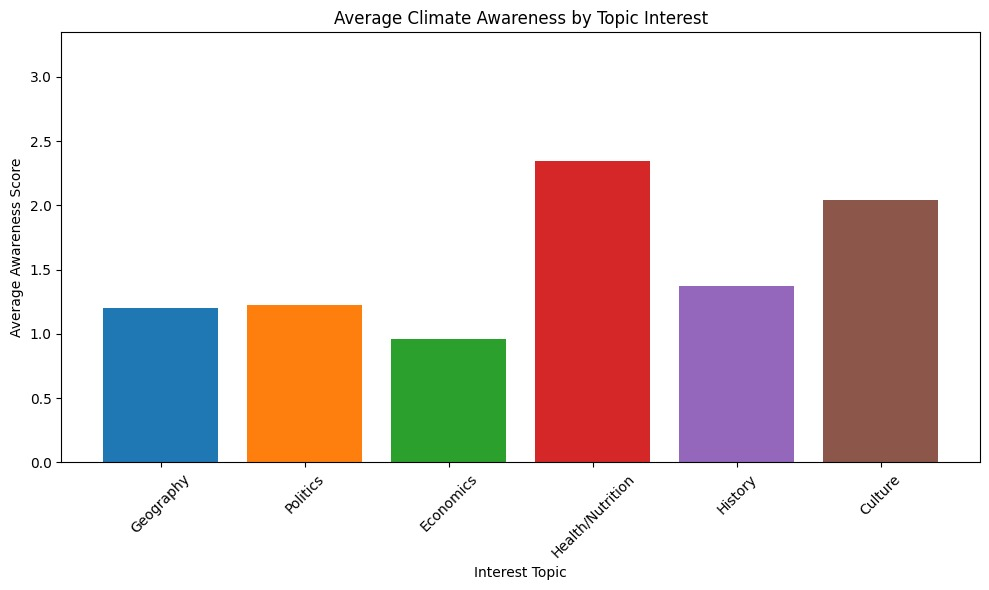 Average Climate Awareness by Topic Interest
Average Awareness Score
3.0
2.5
2.0
1.5
1.0
0.5
0.0
Geography
Politics
Economics
Health/Nutrition
History
Culture
Interest Topic